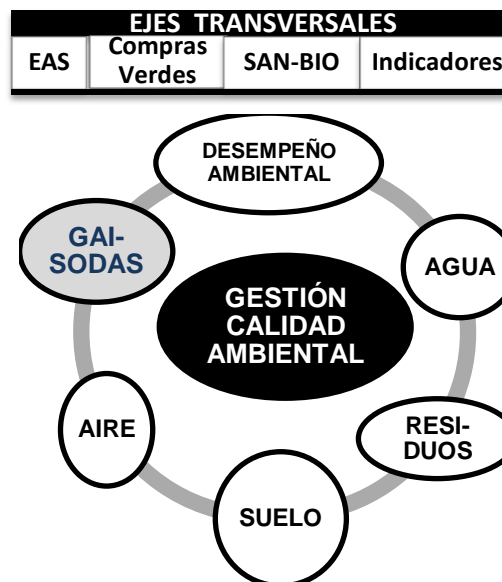 EJES TRANSVERSALES
EAS
Compras
Verdes
SAN-BIO
Indicadores
DESEMPEÑO
AMBIENTAL
GAI-
SODAS
AGUA
GESTIÓN
CALIDAD
AMBIENTAL
AIRE
RESI-
DUOS
SUELO